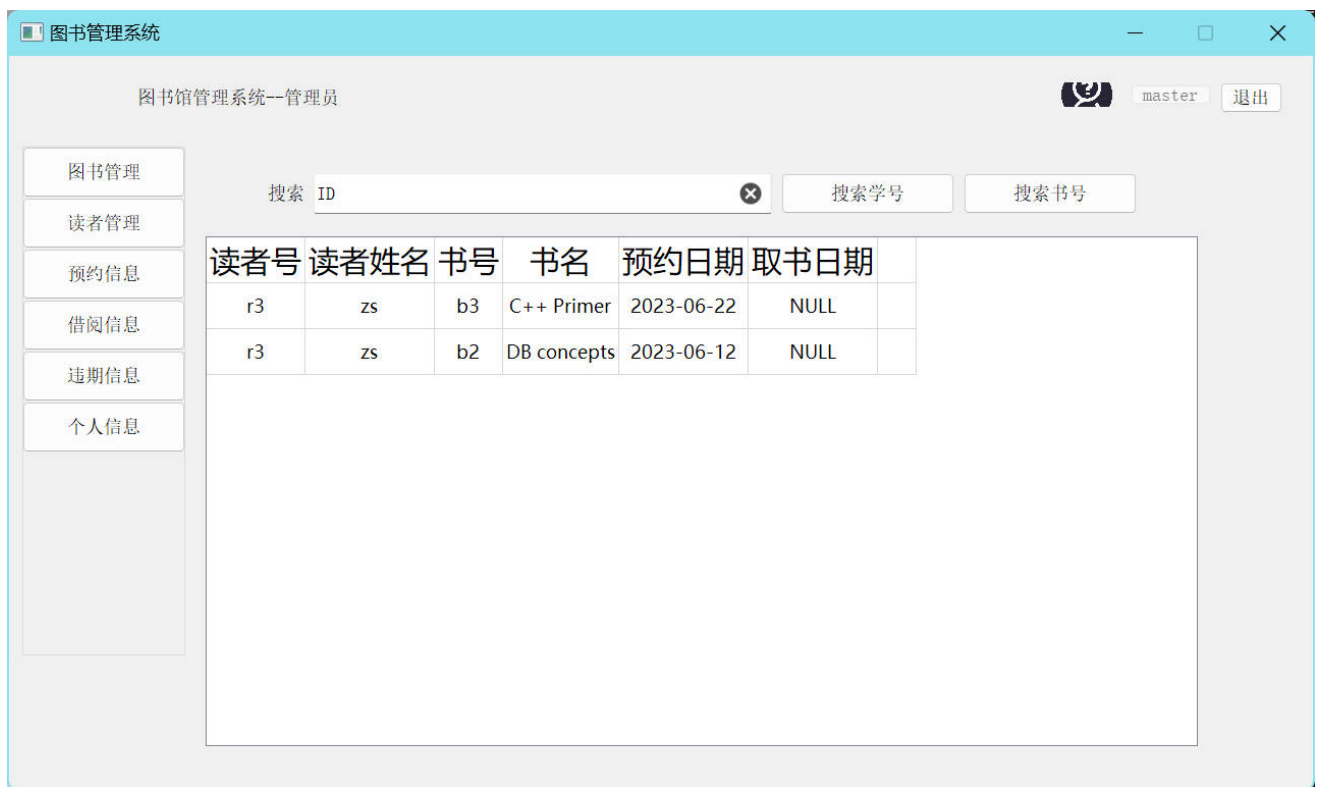 图书管理系统
图书馆管理系统--管理员 master 退出
图书管理
读者管理
预约信息
借阅信息
违期信息
个人信息
搜索 ID 搜索学号 搜索书号
读者号 读者姓名 书号 书名 预约日期 取书日期
r3 zs b3 C++ Primer 2023-06-22 NULL
r3 zs b2 DB concepts 2023-06-12 NULL